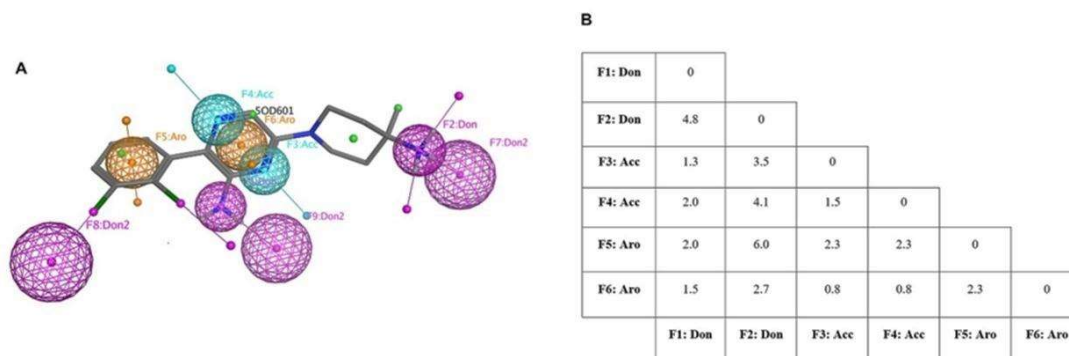 A
F4:Acc
SOD601
F6:Aro
F5:Aro
F3:Acc
F2:Don
F7:Don2
F8:Don2
F9:Don2
B
F1: Don 0
F2: Don 4.8 0
F3: Acc 1.3 3.5 0
F4: Acc 2.0 4.1 1.5 0
F5: Aro 2.0 6.0 2.3 2.3 0
F6: Aro 1.5 2.7 0.8 0.8 2.3 0
F1: Don F2: Don F3: Acc F4: Acc F5: Aro F6: Aro